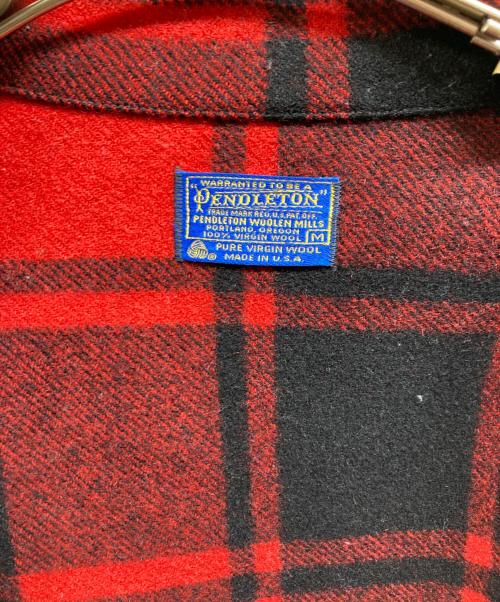 WARRANTED TO BE A
"PENDLETON"
TRADE MARK REG. U.S. PAT. OFF.
PENDLETON WOOLEN MILLS
PORTLAND, OREGON
100% VIRGIN WOOL M
PURE VIRGIN WOOL
MADE IN U.S.A.